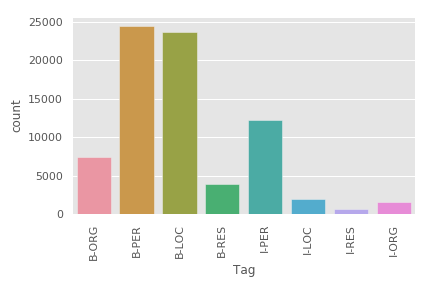 25000
20000
15000
10000
5000
0
count
B-ORG
B-PER
B-LOC
B-RES
I-PER
I-LOC
I-RES
I-ORG
Tag